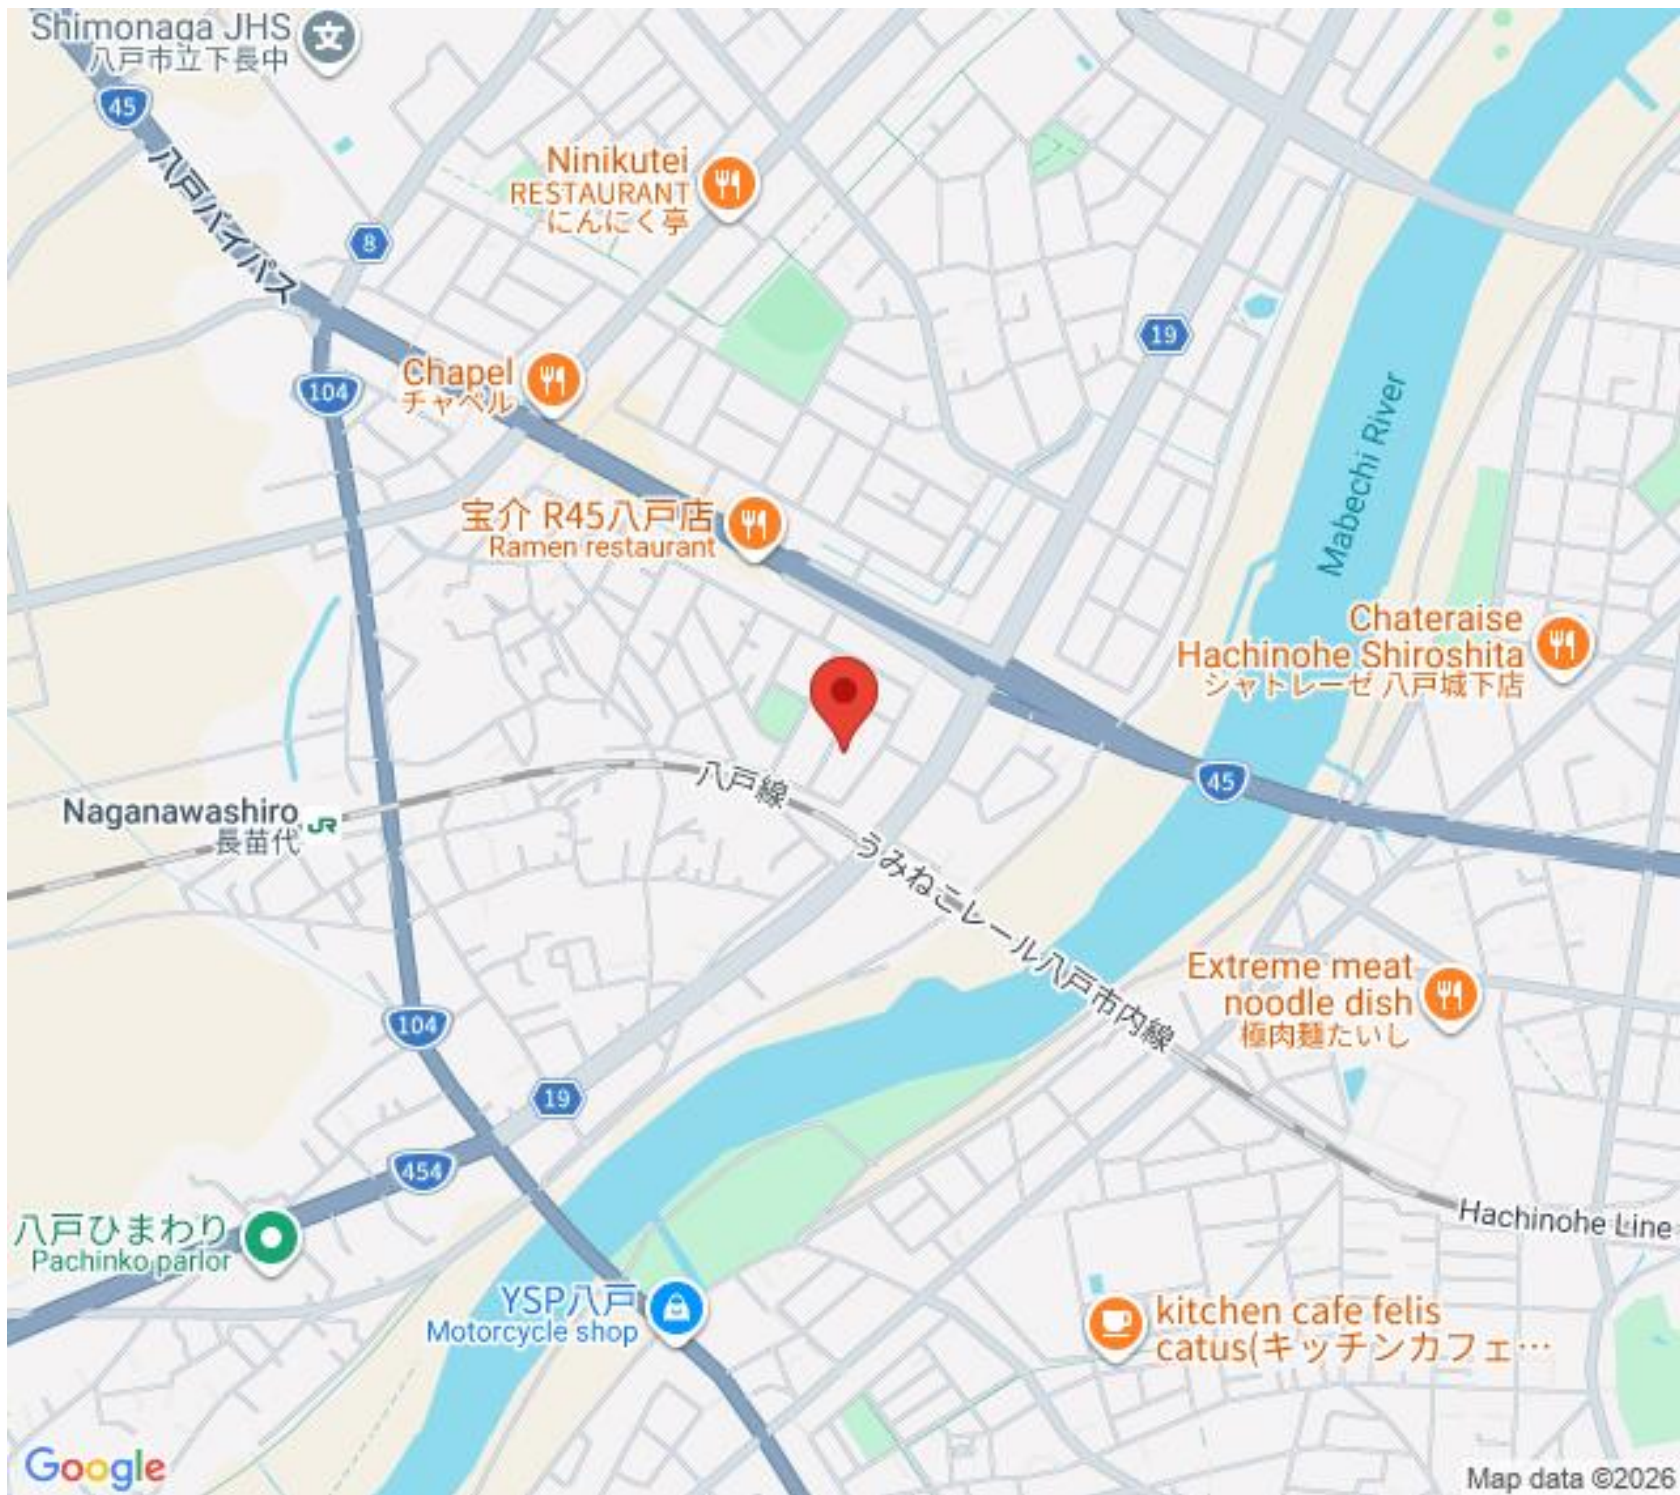 Shimonaga JHS
八戸市立下長中
45
八戸バイパス
8
Ninikutei
RESTAURANT
にんにく亭
19
104
Chapel
チャペル
宝介 R45八戸店
Ramen restaurant
Mabechi River
Chateraise
Hachinohe Shiroshita
シャトレーゼ 八戸城下店
45
Naganawashiro
長苗代
JR
八戸線
うみねこレール八戸市内線
Extreme meat
noodle dish
極肉麺たいし
104
19
454
八戸ひまわり
Pachinko parlor
Hachinohe Line
YSP八戸
Motorcycle shop
kitchen cafe felis
catus(キッチンカフェ…
Google
Map data ©2026